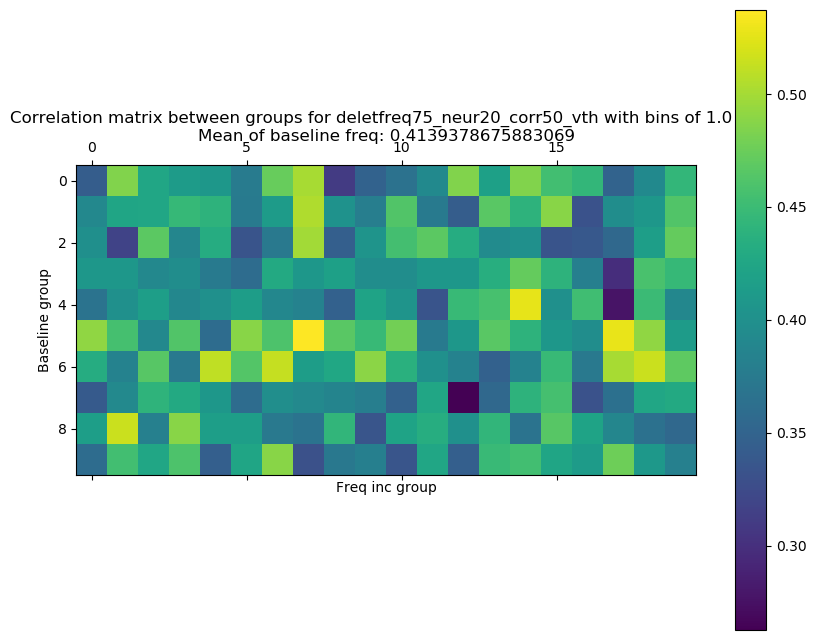 Correlation matrix between groups for deletfreq75_neur20_corr50_vth with bins of 1.0
Mean of baseline freq: 0.4139378675883069
0 5 10 15
0
2
4
6
8
Baseline group
Freq inc group
0.50
0.45
0.40
0.35
0.30